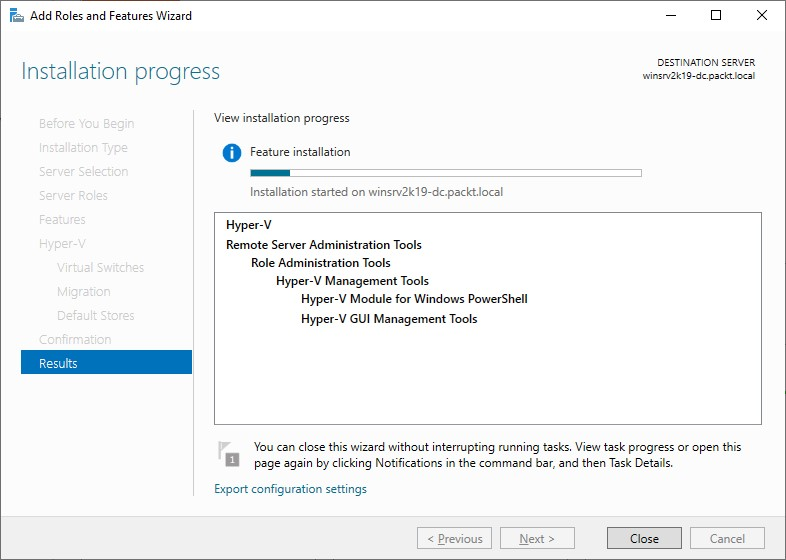 Add Roles and Features Wizard
Installation progress
DESTINATION SERVER
winsrv2k19-dc.packt.local
Before You Begin
Installation Type
Server Selection
Server Roles
Features
Hyper-V
Virtual Switches
Migration
Default Stores
Confirmation
Results
View installation progress
Feature installation
Installation started on winsrv2k19-dc.packt.local
Hyper-V
Remote Server Administration Tools
Role Administration Tools
Hyper-V Management Tools
Hyper-V Module for Windows PowerShell
Hyper-V GUI Management Tools
1
You can close this wizard without interrupting running tasks. View task progress or open this
page again by clicking Notifications in the command bar, and then Task Details.
Export configuration settings
< Previous
Next >
Close
Cancel